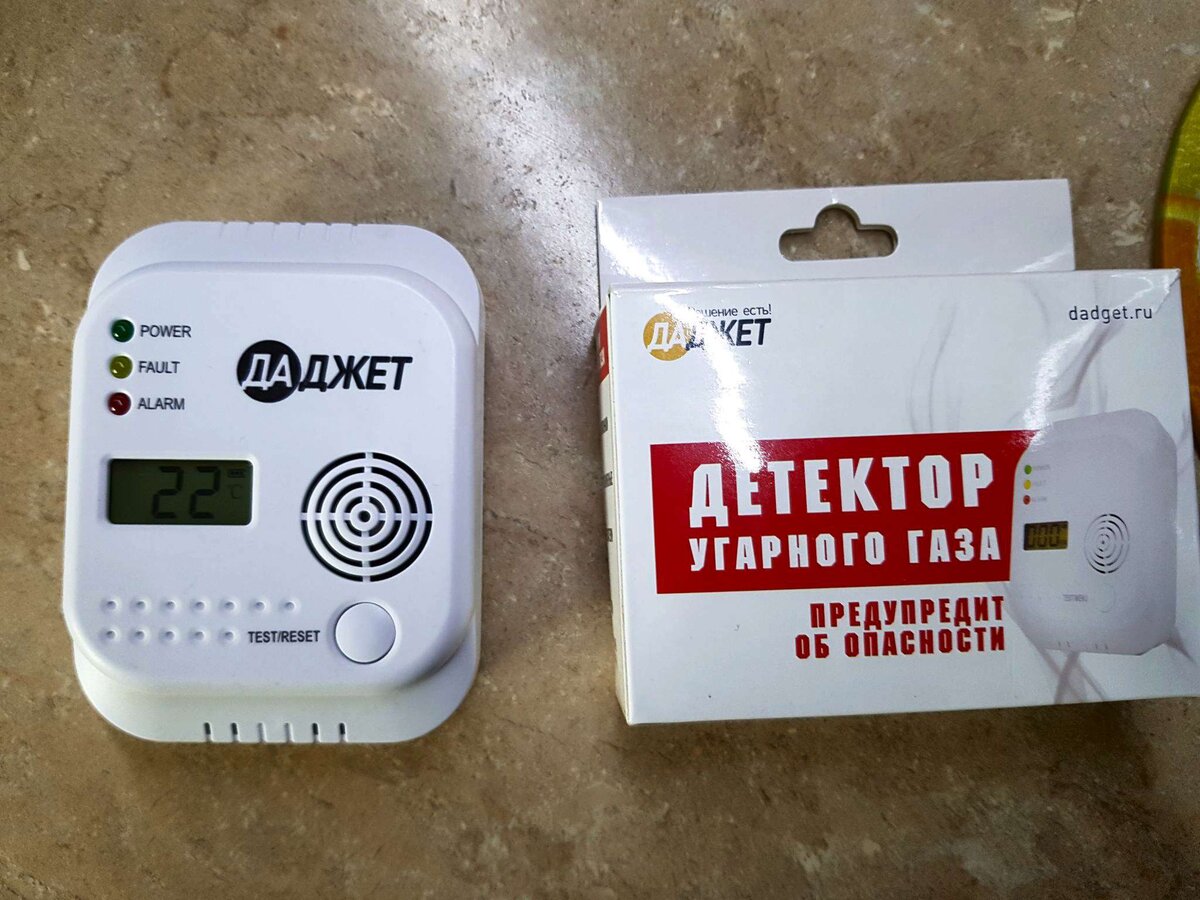 POWER
FAULT
ALARM
ДАДЖЕТ
22 °C
TEST/RESET
решение есть!
ДАДЖЕТ
dadget.ru
ДЕТЕКТОР
УГАРНОГО ГАЗА
ПРЕДУПРЕДИТ
ОБ ОПАСНОСТИ